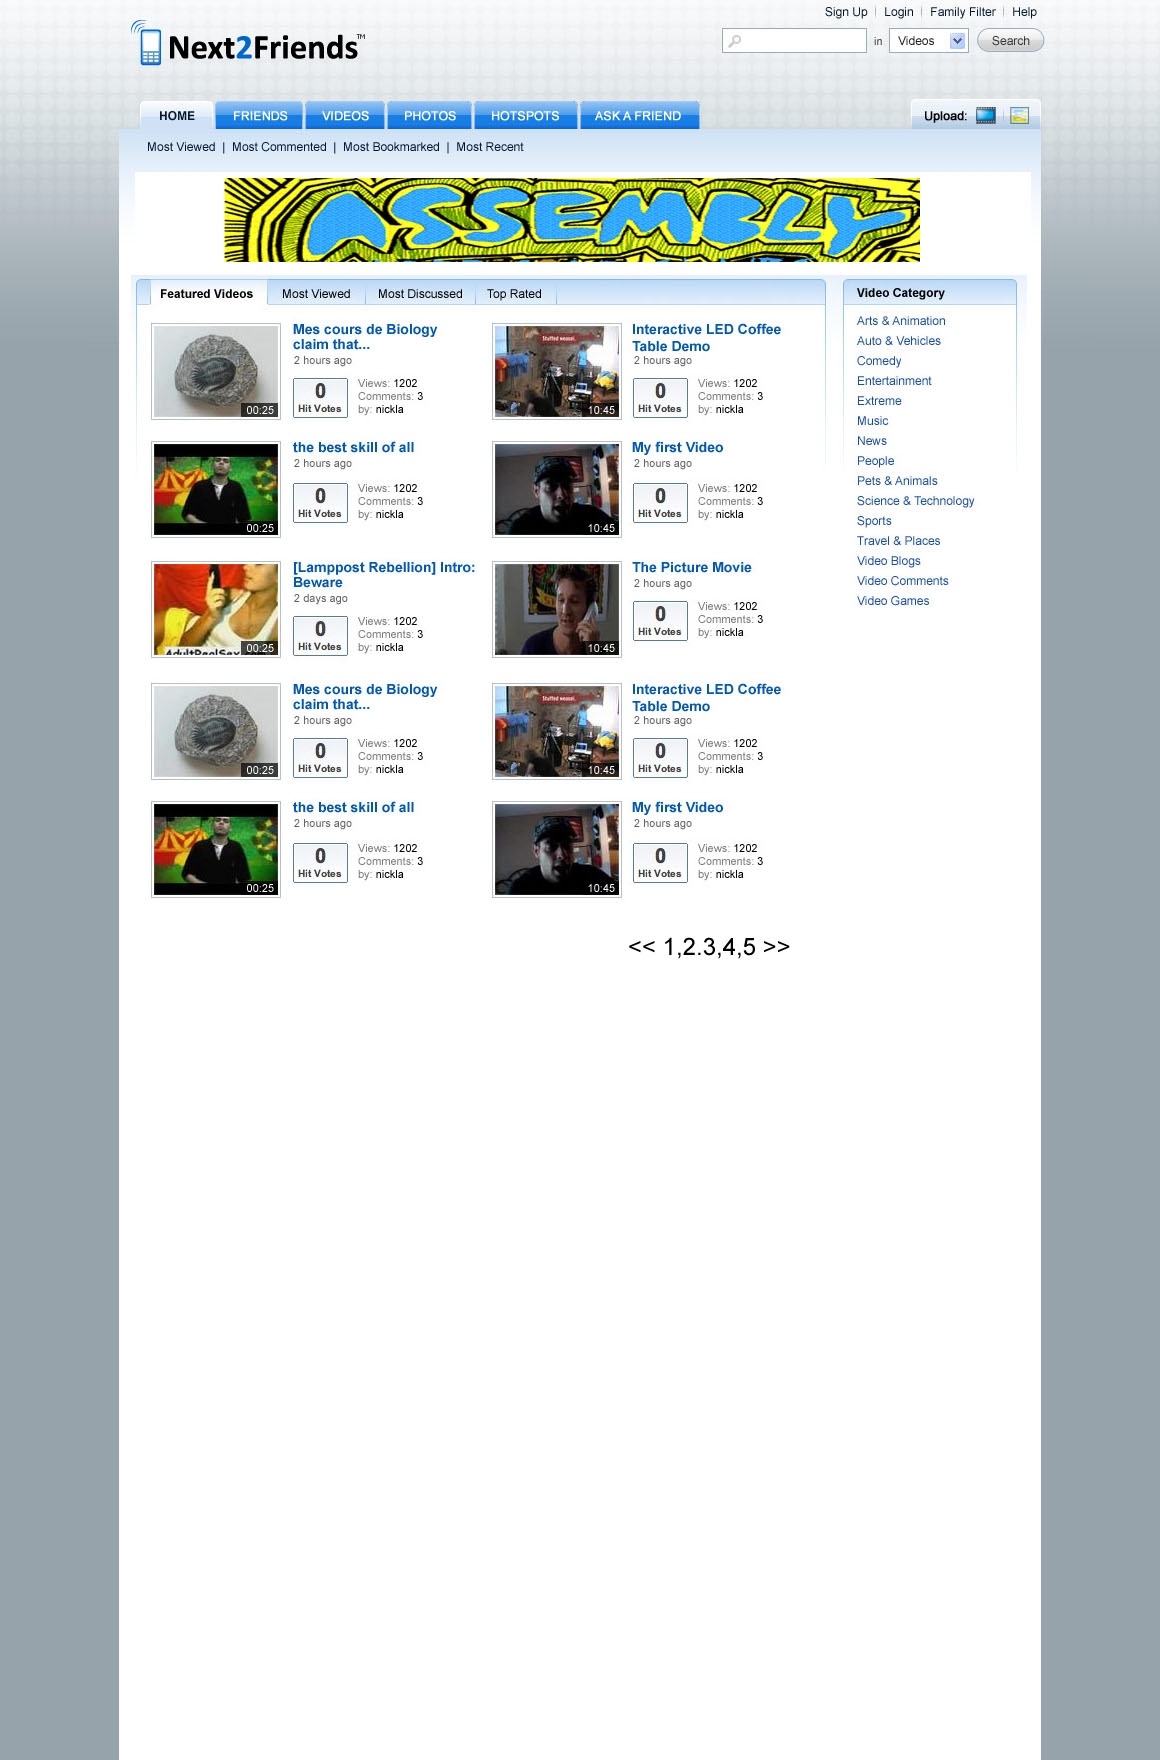 Sign Up | Login | Family Filter | Help
Next2Friends™
in Videos Search
HOME FRIENDS VIDEOS PHOTOS HOTSPOTS ASK A FRIEND Upload:
Most Viewed | Most Commented | Most Bookmarked | Most Recent
ASSEMBLY
Featured Videos Most Viewed Most Discussed Top Rated
Mes cours de Biology
claim that...
2 hours ago
0
Hit Votes
Views: 1202
Comments: 3
by: nickla
00:25
Interactive LED Coffee
Table Demo
2 hours ago
Stuffed weasel.
0
Hit Votes
Views: 1202
Comments: 3
by: nickla
10:45
the best skill of all
2 hours ago
0
Hit Votes
Views: 1202
Comments: 3
by: nickla
00:25
My first Video
2 hours ago
0
Hit Votes
Views: 1202
Comments: 3
by: nickla
10:45
[Lamppost Rebellion] Intro:
Beware
2 days ago
0
Hit Votes
Views: 1202
Comments: 3
by: nickla
00:25
The Picture Movie
2 hours ago
0
Hit Votes
Views: 1202
Comments: 3
by: nickla
10:45
Mes cours de Biology
claim that...
2 hours ago
0
Hit Votes
Views: 1202
Comments: 3
by: nickla
00:25
Interactive LED Coffee
Table Demo
2 hours ago
Stuffed weasel.
0
Hit Votes
Views: 1202
Comments: 3
by: nickla
10:45
the best skill of all
2 hours ago
0
Hit Votes
Views: 1202
Comments: 3
by: nickla
00:25
My first Video
2 hours ago
0
Hit Votes
Views: 1202
Comments: 3
by: nickla
10:45
<< 1,2.3,4,5 >>
Video Category
Arts & Animation
Auto & Vehicles
Comedy
Entertainment
Extreme
Music
News
People
Pets & Animals
Science & Technology
Sports
Travel & Places
Video Blogs
Video Comments
Video Games